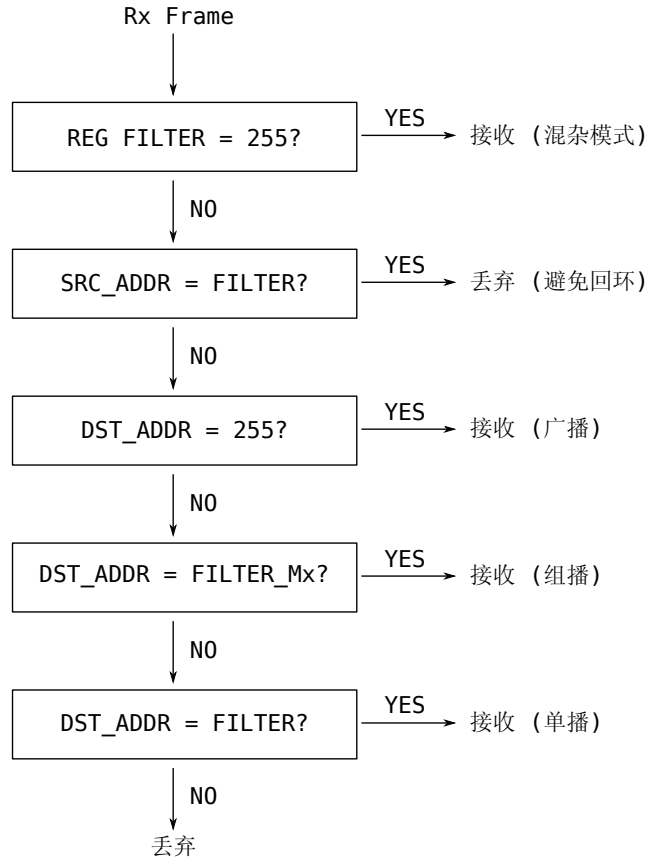 Rx Frame
REG FILTER = 255?
YES
接收 (混杂模式)
NO
SRC_ADDR = FILTER?
YES
丢弃 (避免回环)
NO
DST_ADDR = 255?
YES
接收 (广播)
NO
DST_ADDR = FILTER_Mx?
YES
接收 (组播)
NO
DST_ADDR = FILTER?
YES
接收 (单播)
NO
丢弃